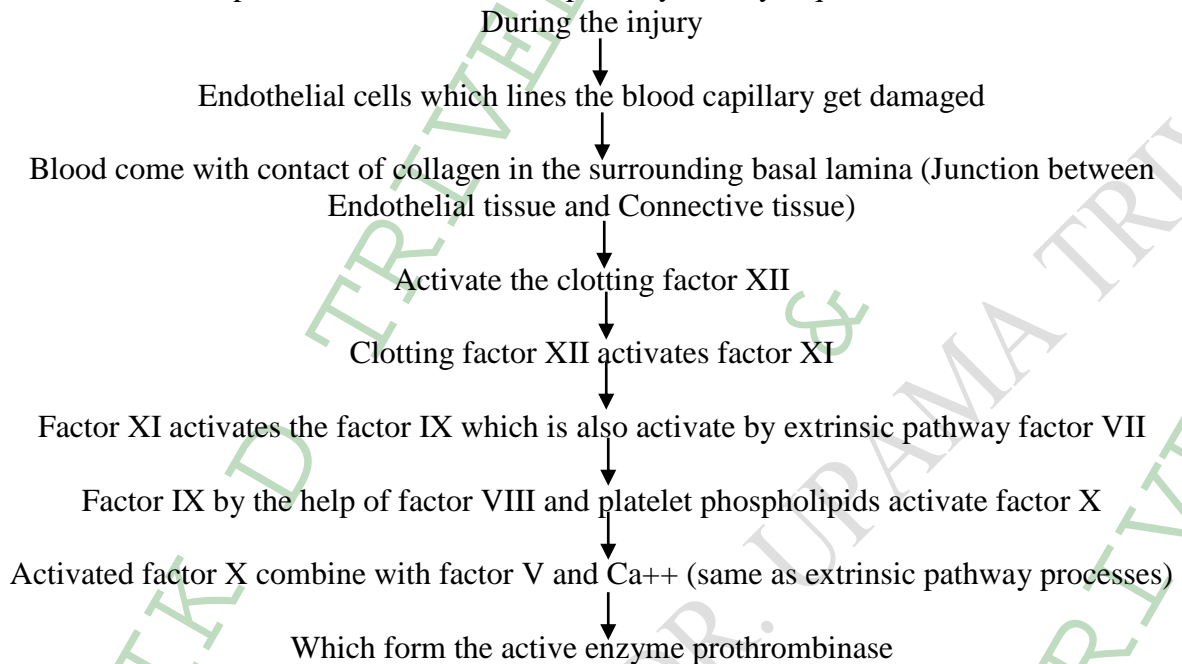 During the injury
Endothelial cells which lines the blood capillary get damaged
Blood come with contact of collagen in the surrounding basal lamina (Junction between
Endothelial tissue and Connective tissue)
Activate the clotting factor XII
Clotting factor XII activates factor XI
Factor XI activates the factor IX which is also activate by extrinsic pathway factor VII
Factor IX by the help of factor VIII and platelet phospholipids activate factor X
Activated factor X combine with factor V and Ca++ (same as extrinsic pathway processes)
Which form the active enzyme prothrombinase
&
D
DR. UPAMA